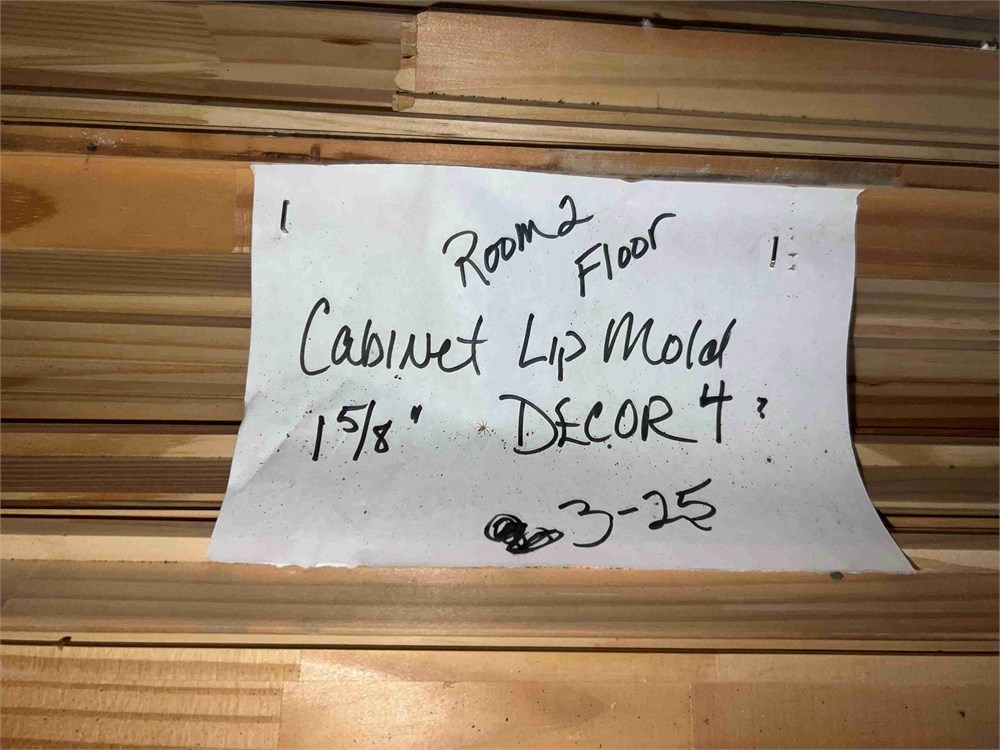 Room 2
Floor
Cabinet Lip Mold
1 5/8" DECOR 4 ?
3-25